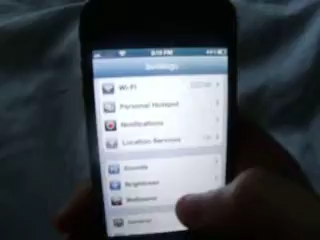 Settings
Wi-Fi
Personal Hotspot
Notifications
Location Services
Sounds
Brightness
Wallpaper
General